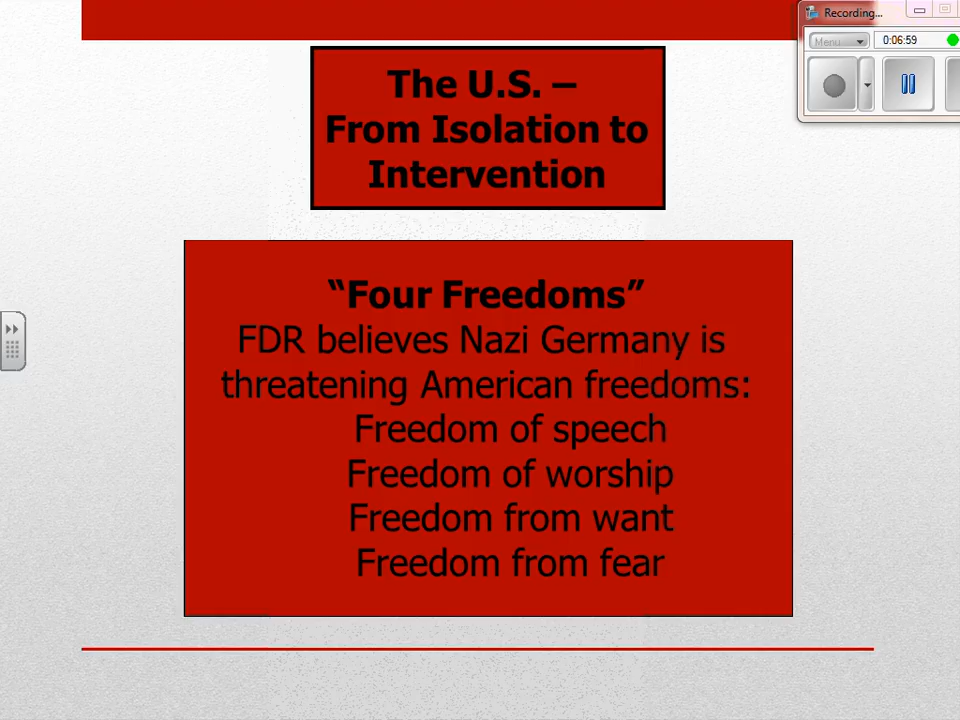 Recording...
Menu
0:06:59
The U.S. –
From Isolation to
Intervention
“Four Freedoms”
FDR believes Nazi Germany is
threatening American freedoms:
Freedom of speech
Freedom of worship
Freedom from want
Freedom from fear